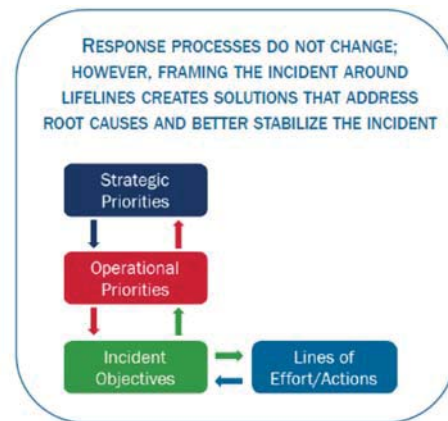 RESPONSE PROCESSES DO NOT CHANGE;
HOWEVER, FRAMING THE INCIDENT AROUND
LIFELINES CREATES SOLUTIONS THAT ADDRESS
ROOT CAUSES AND BETTER STABILIZE THE INCIDENT
Strategic
Priorities
Operational
Priorities
Incident
Objectives
Lines of
Effort/Actions